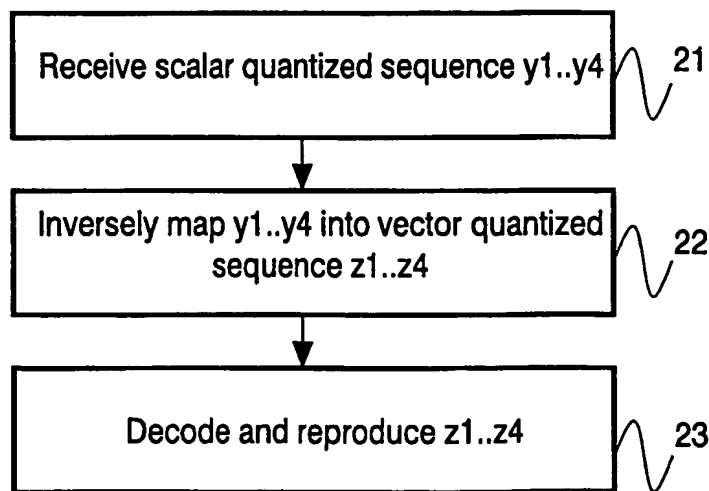 Receive scalar quantized sequence y1..y4
21
Inversely map y1..y4 into vector quantized
sequence z1..z4
22
Decode and reproduce z1..z4
23